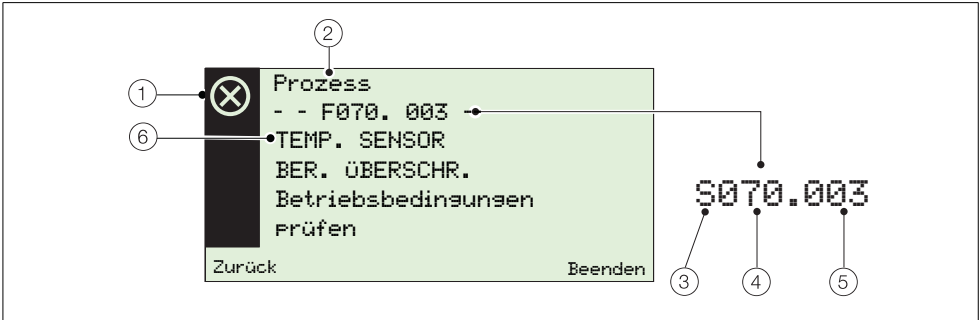 ②
① Prozess
- - F070. 003 -
⑥ TEMP. SENSOR
BER. ÜBERSCHR.
Betriebsbedingungen
prüfen
Zurück Beenden
S070.003
③ ④ ⑤